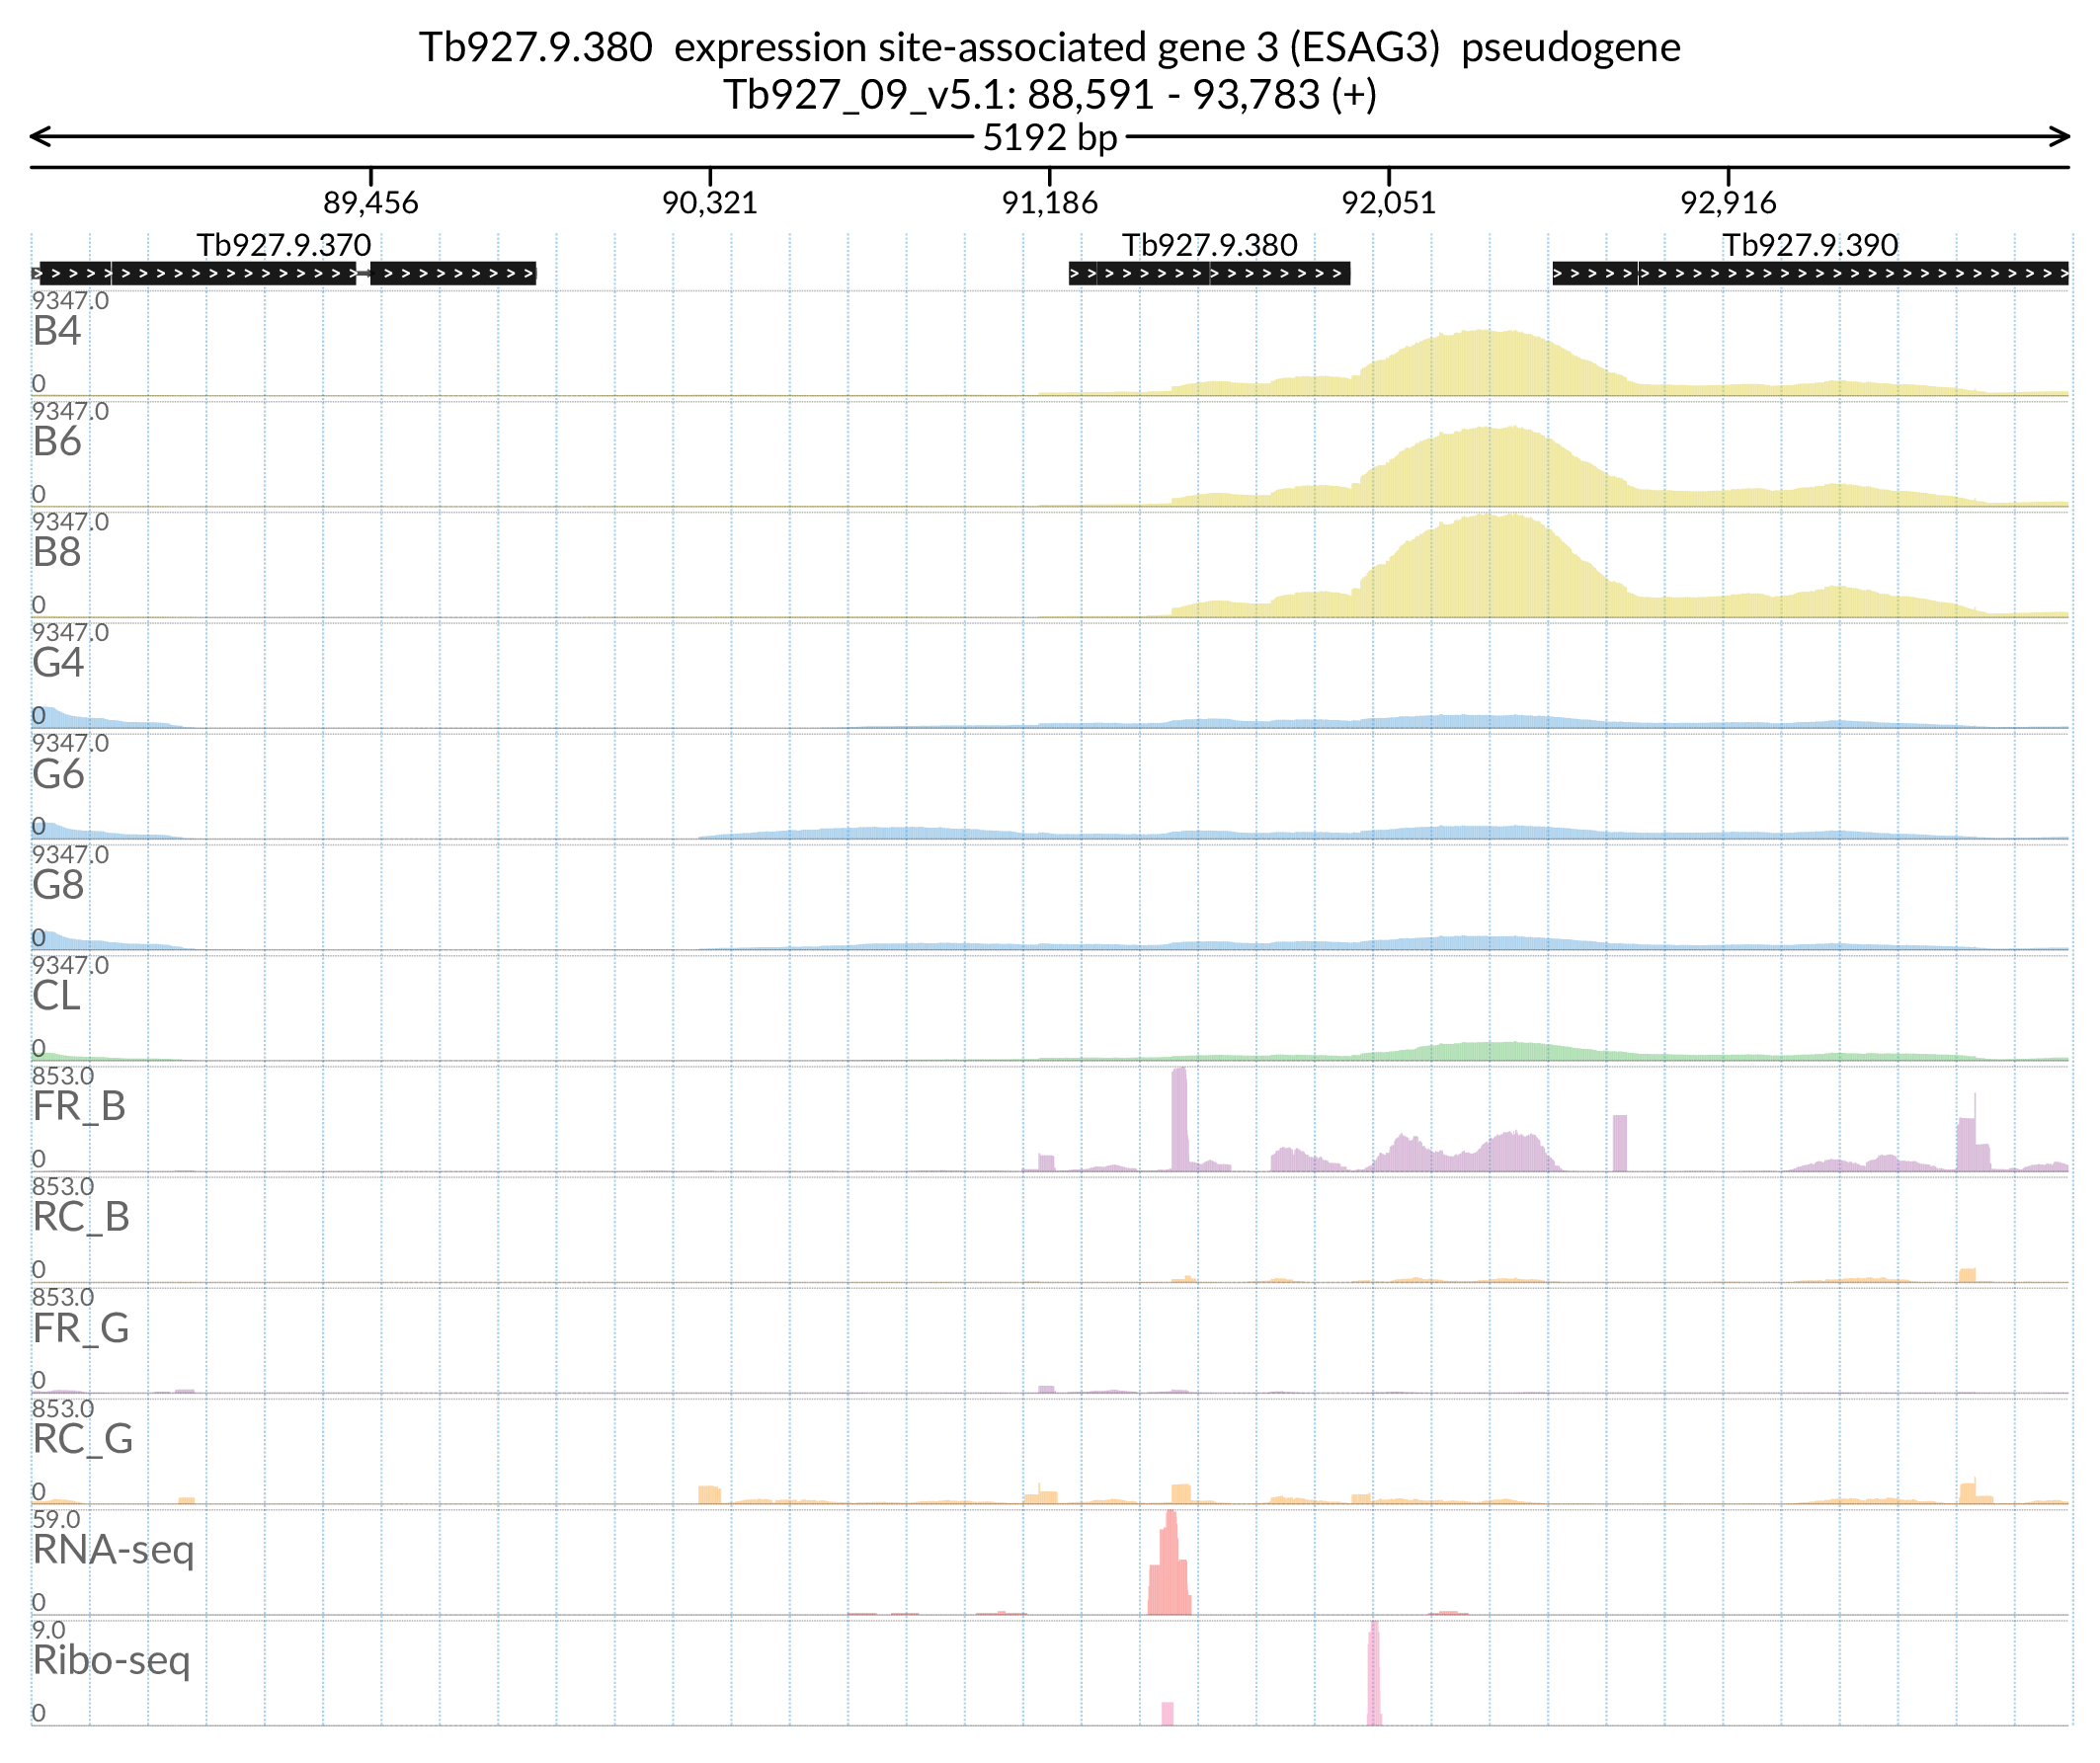 Tb927.9.380 expression site-associated gene 3 (ESAG3) pseudogene
Tb927_09_v5.1: 88,591 - 93,783 (+)
5192 bp
89,456 90,321 91,186 92,051 92,916
Tb927.9.370 Tb927.9.380 Tb927.9.390
9347.0
B4
0
9347.0
B6
0
9347.0
B8
0
9347.0
G4
0
9347.0
G6
0
9347.0
G8
0
9347.0
CL
0
853.0
FR_B
0
853.0
RC_B
0
853.0
FR_G
0
853.0
RC_G
0
59.0
RNA-seq
0
9.0
Ribo-seq
0